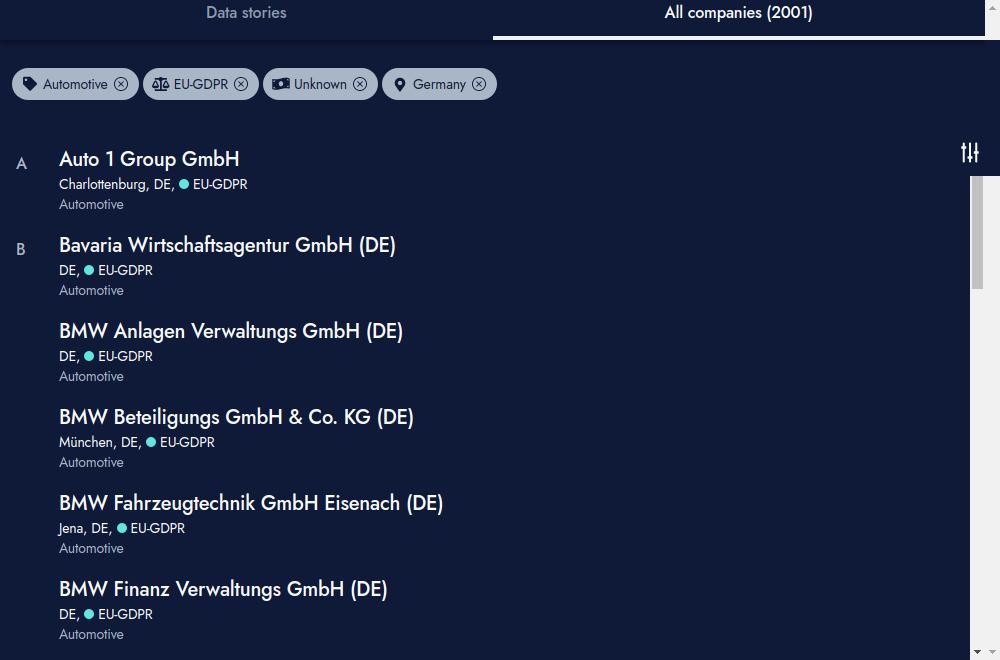 Data stories
All companies (2001)
Automotive
EU-GDPR
Unknown
Germany
A
Auto 1 Group GmbH
Charlottenburg, DE, EU-GDPR
Automotive
B
Bavaria Wirtschaftsagentur GmbH (DE)
DE, EU-GDPR
Automotive
BMW Anlagen Verwaltungs GmbH (DE)
DE, EU-GDPR
Automotive
BMW Beteiligungs GmbH & Co. KG (DE)
München, DE, EU-GDPR
Automotive
BMW Fahrzeugtechnik GmbH Eisenach (DE)
Jena, DE, EU-GDPR
Automotive
BMW Finanz Verwaltungs GmbH (DE)
DE, EU-GDPR
Automotive